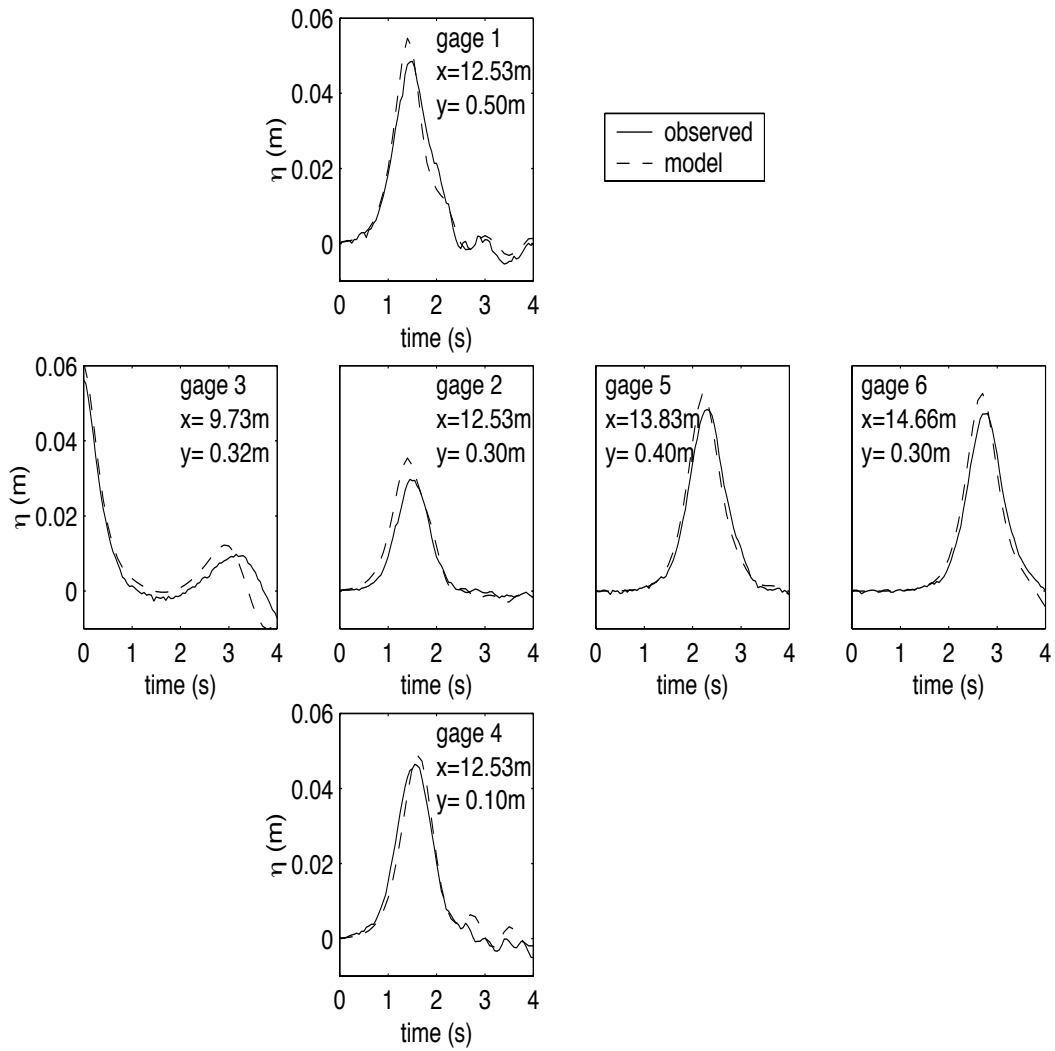 0.06
0.04
0.02
0
η (m)
gage 1
x=12.53m
y= 0.50m
0 1 2 3 4
time (s)
observed
model
0.06
0.04
0.02
0
η (m)
gage 3
x= 9.73m
y= 0.32m
0 1 2 3 4
time (s)
gage 2
x=12.53m
y= 0.30m
0 1 2 3 4
time (s)
gage 5
x=13.83m
y= 0.40m
0 1 2 3 4
time (s)
gage 6
x=14.66m
y= 0.30m
0 1 2 3 4
time (s)
0.06
0.04
0.02
0
η (m)
gage 4
x=12.53m
y= 0.10m
0 1 2 3 4
time (s)